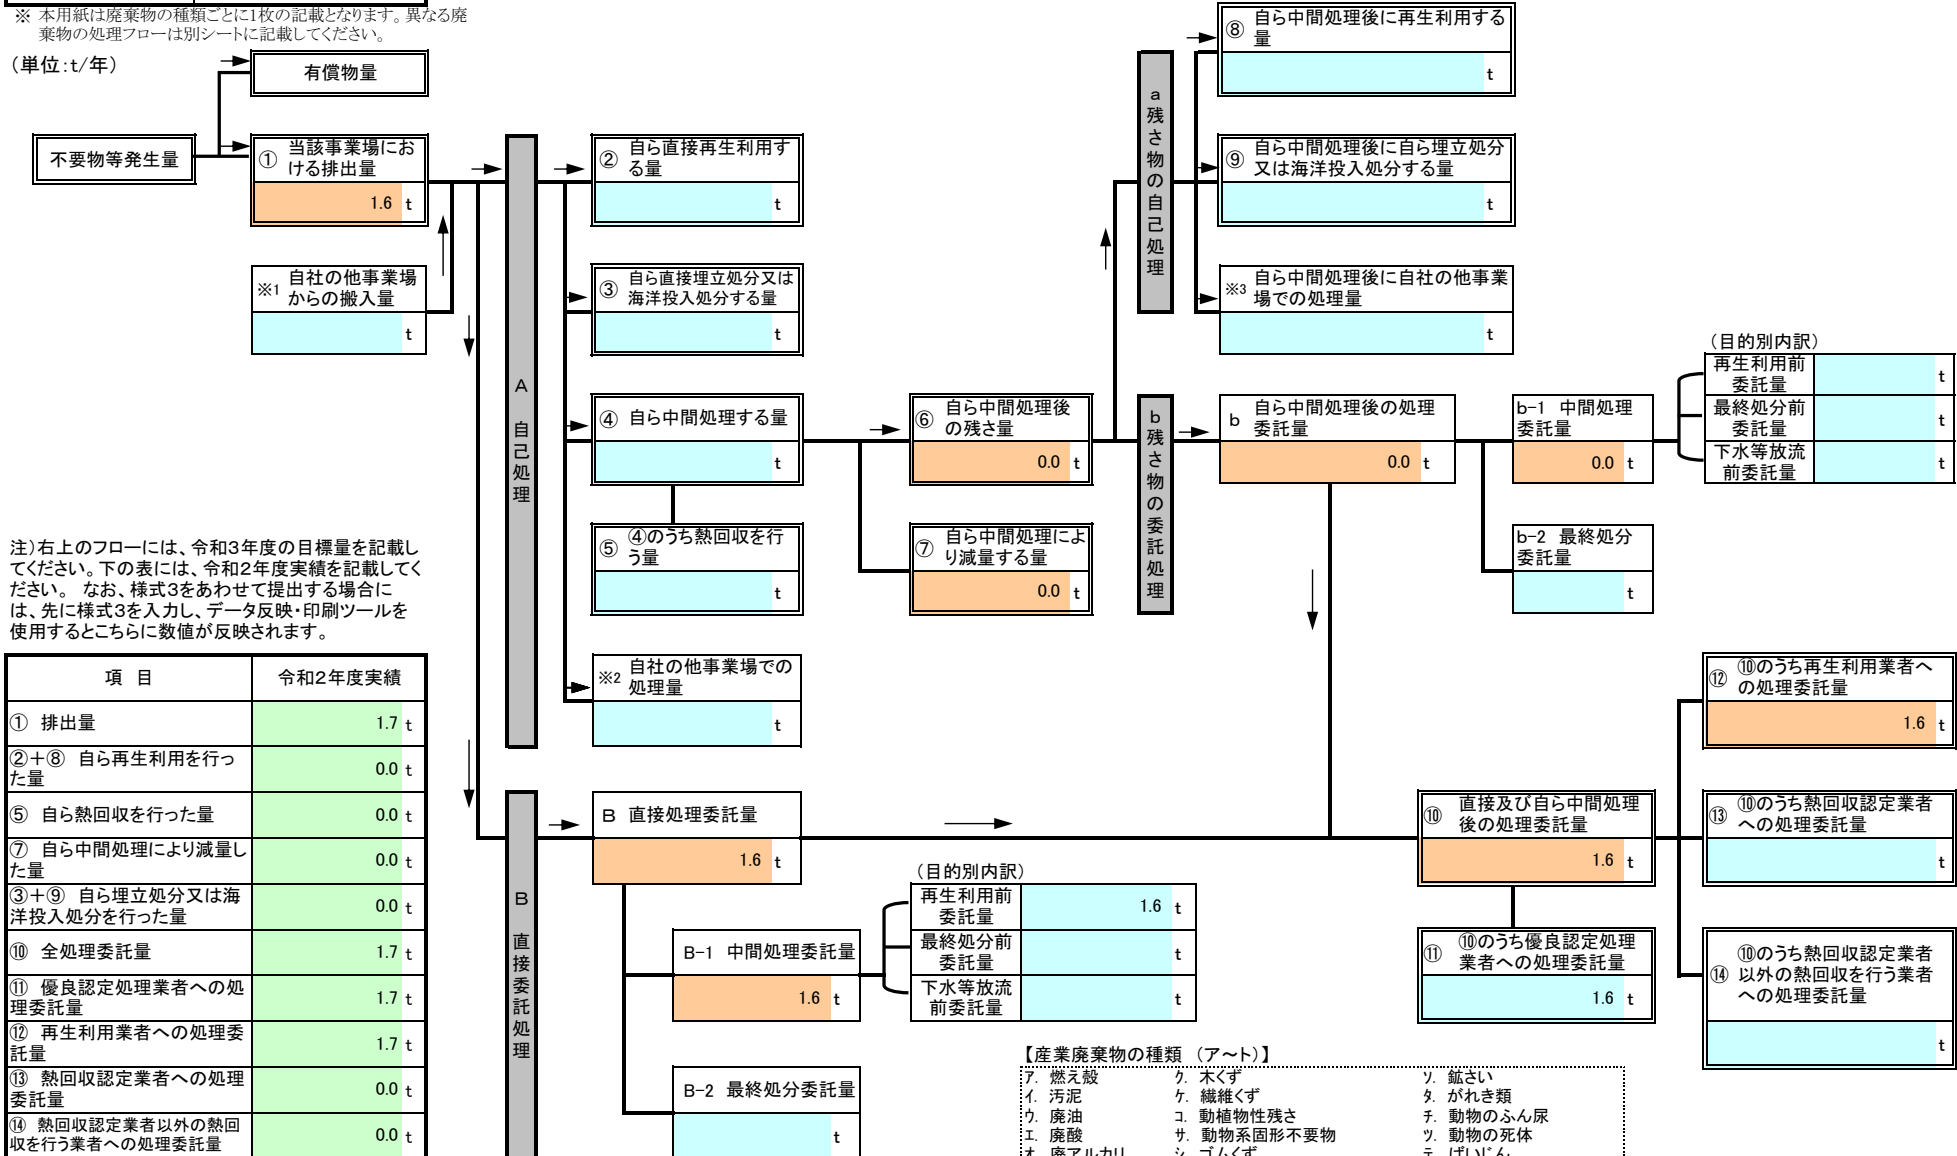 ※ 本用紙は廃棄物の種類ごとに1枚の記載となります。異なる廃
棄物の処理フローは別シートに記載してください。
（単位:t/年）
有償物量
不要物等発生量
① 当該事業場にお
ける排出量
1.6 t
※1 自社の他事業場
からの搬入量
t
A 自己処理
② 自ら直接再生利用す
る量
t
③ 自ら直接埋立処分又は
海洋投入処分する量
t
④ 自ら中間処理する量
t
⑤ ④のうち熱回収を行
う量
t
※2 自社の他事業場での
処理量
t
⑥ 自ら中間処理後
の残さ量
0.0 t
⑦ 自ら中間処理によ
り減量する量
0.0 t
a 残さ物の自己処理
⑧ 自ら中間処理後に再生利用する
量
t
⑨ 自ら中間処理後に自ら埋立処分
又は海洋投入処分する量
t
※3 自ら中間処理後に自社の他事業
場での処理量
t
b 残さ物の委託処理
b 自ら中間処理後の処理
委託量
0.0 t
b-1 中間処理
委託量
0.0 t
（目的別内訳）
再生利用前
委託量
t
最終処分前
委託量
t
下水等放流
前委託量
t
b-2 最終処分
委託量
t
注）右上のフローには、令和3年度の目標量を記載し
てください。下の表には、令和2年度実績を記載してく
ださい。 なお、様式3をあわせて提出する場合に
は、先に様式3を入力し、データ反映・印刷ツールを
使用するとこちらに数値が反映されます。
項 目 令和2年度実績
① 排出量 1.7 t
②＋⑧ 自ら再生利用を行っ
た量
0.0 t
⑤ 自ら熱回収を行った量 0.0 t
⑦ 自ら中間処理により減量し
た量
0.0 t
③＋⑨ 自ら埋立処分又は海
洋投入処分を行った量
0.0 t
⑩ 全処理委託量 1.7 t
⑪ 優良認定処理業者への処
理委託量
1.7 t
⑫ 再生利用業者への処理委
託量
1.7 t
⑬ 熱回収認定業者への処理
委託量
0.0 t
⑭ 熱回収認定業者以外の熱回
収を行う業者への処理委託量
0.0 t
B 直接委託処理
B 直接処理委託量
1.6 t
B-1 中間処理委託量
1.6 t
（目的別内訳）
再生利用前
委託量
1.6 t
最終処分前
委託量
t
下水等放流
前委託量
t
B-2 最終処分委託量
t
⑩ 直接及び自ら中間処理
後の処理委託量
1.6 t
⑪ ⑩のうち優良認定処理
業者への処理委託量
1.6 t
⑫ ⑩のうち再生利用業者へ
の処理委託量
1.6 t
⑬ ⑩のうち熱回収認定業者
への処理委託量
t
⑭ ⑩のうち熱回収認定業者
以外の熱回収を行う業者
への処理委託量
t
【産業廃棄物の種類 （ア～ト）】
ア. 燃え殻 ク. 木くず ソ. 鉱さい
イ. 汚泥 ケ. 繊維くず タ. がれき類
ウ. 廃油 コ. 動植物性残さ チ. 動物のふん尿
エ. 廃酸 サ. 動物系固形不要物 ツ. 動物の死体
オ. 廃アルカリ シ. ゴムくず テ. ばいじん